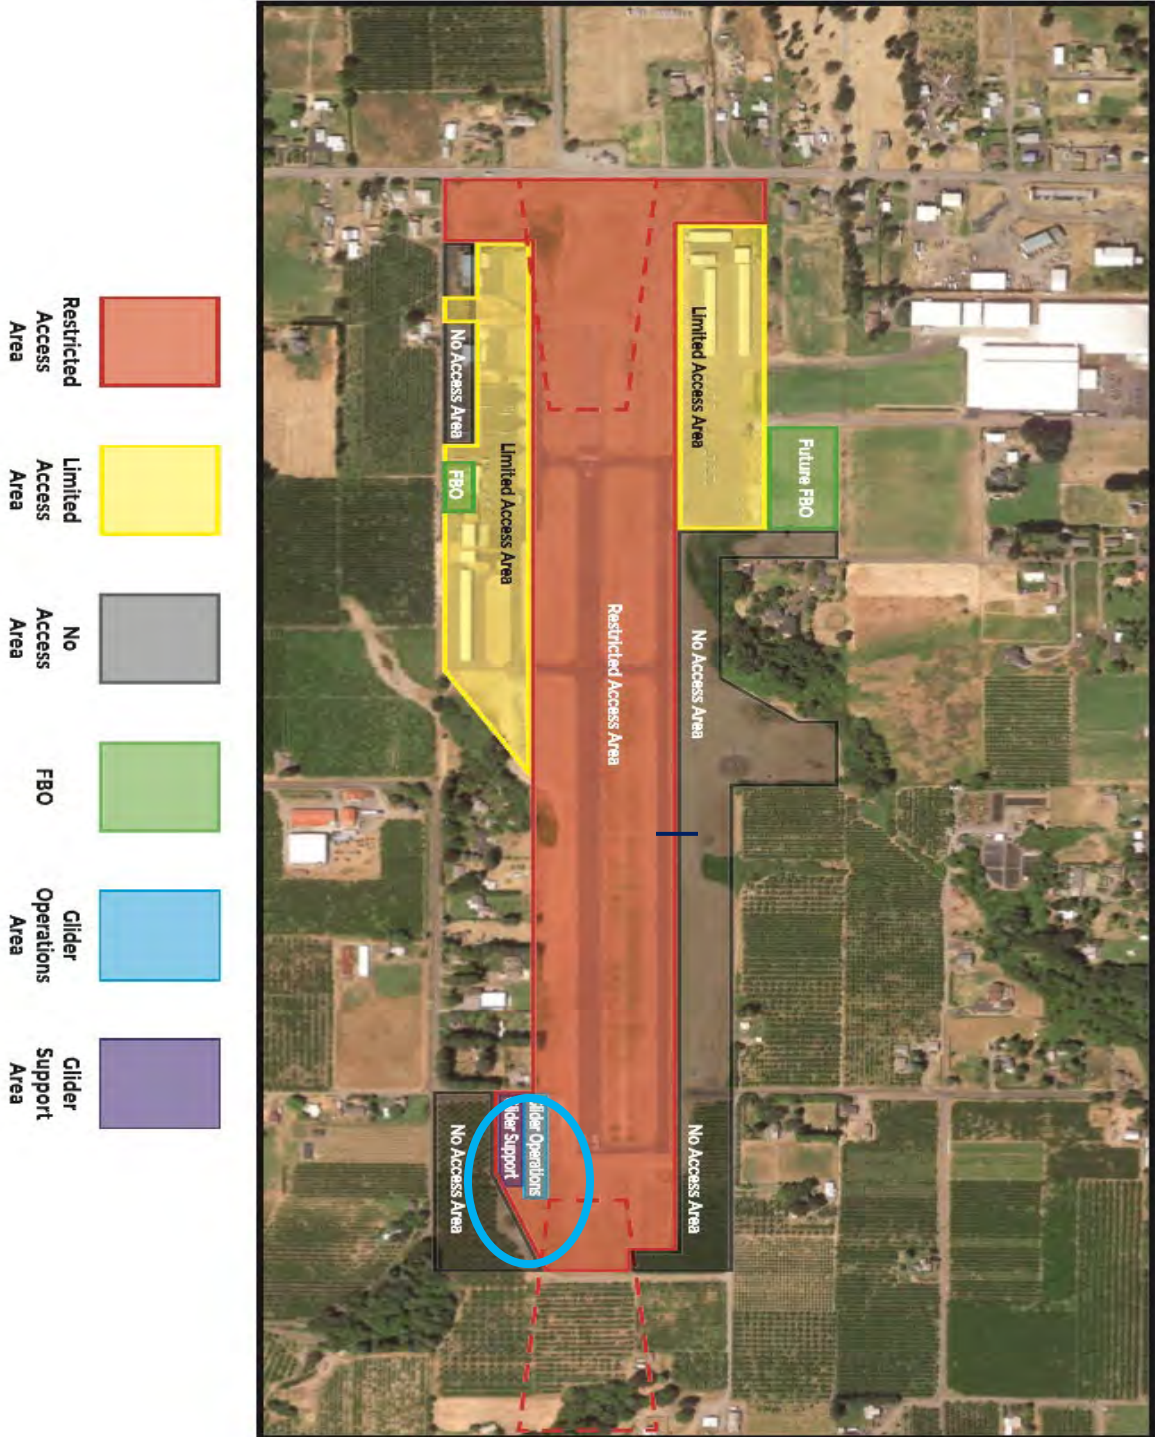 Restricted
Access
Area
Limited
Access
Area
No
Access
Area
FBO
Glider
Operations
Area
Glider
Support
Area
Limited Access Area
Future FBO
No Access Area
Limited Access Area
FBO
Restricted Access Area
No Access Area
Glider Operations
Glider Support
No Access Area
No Access Area